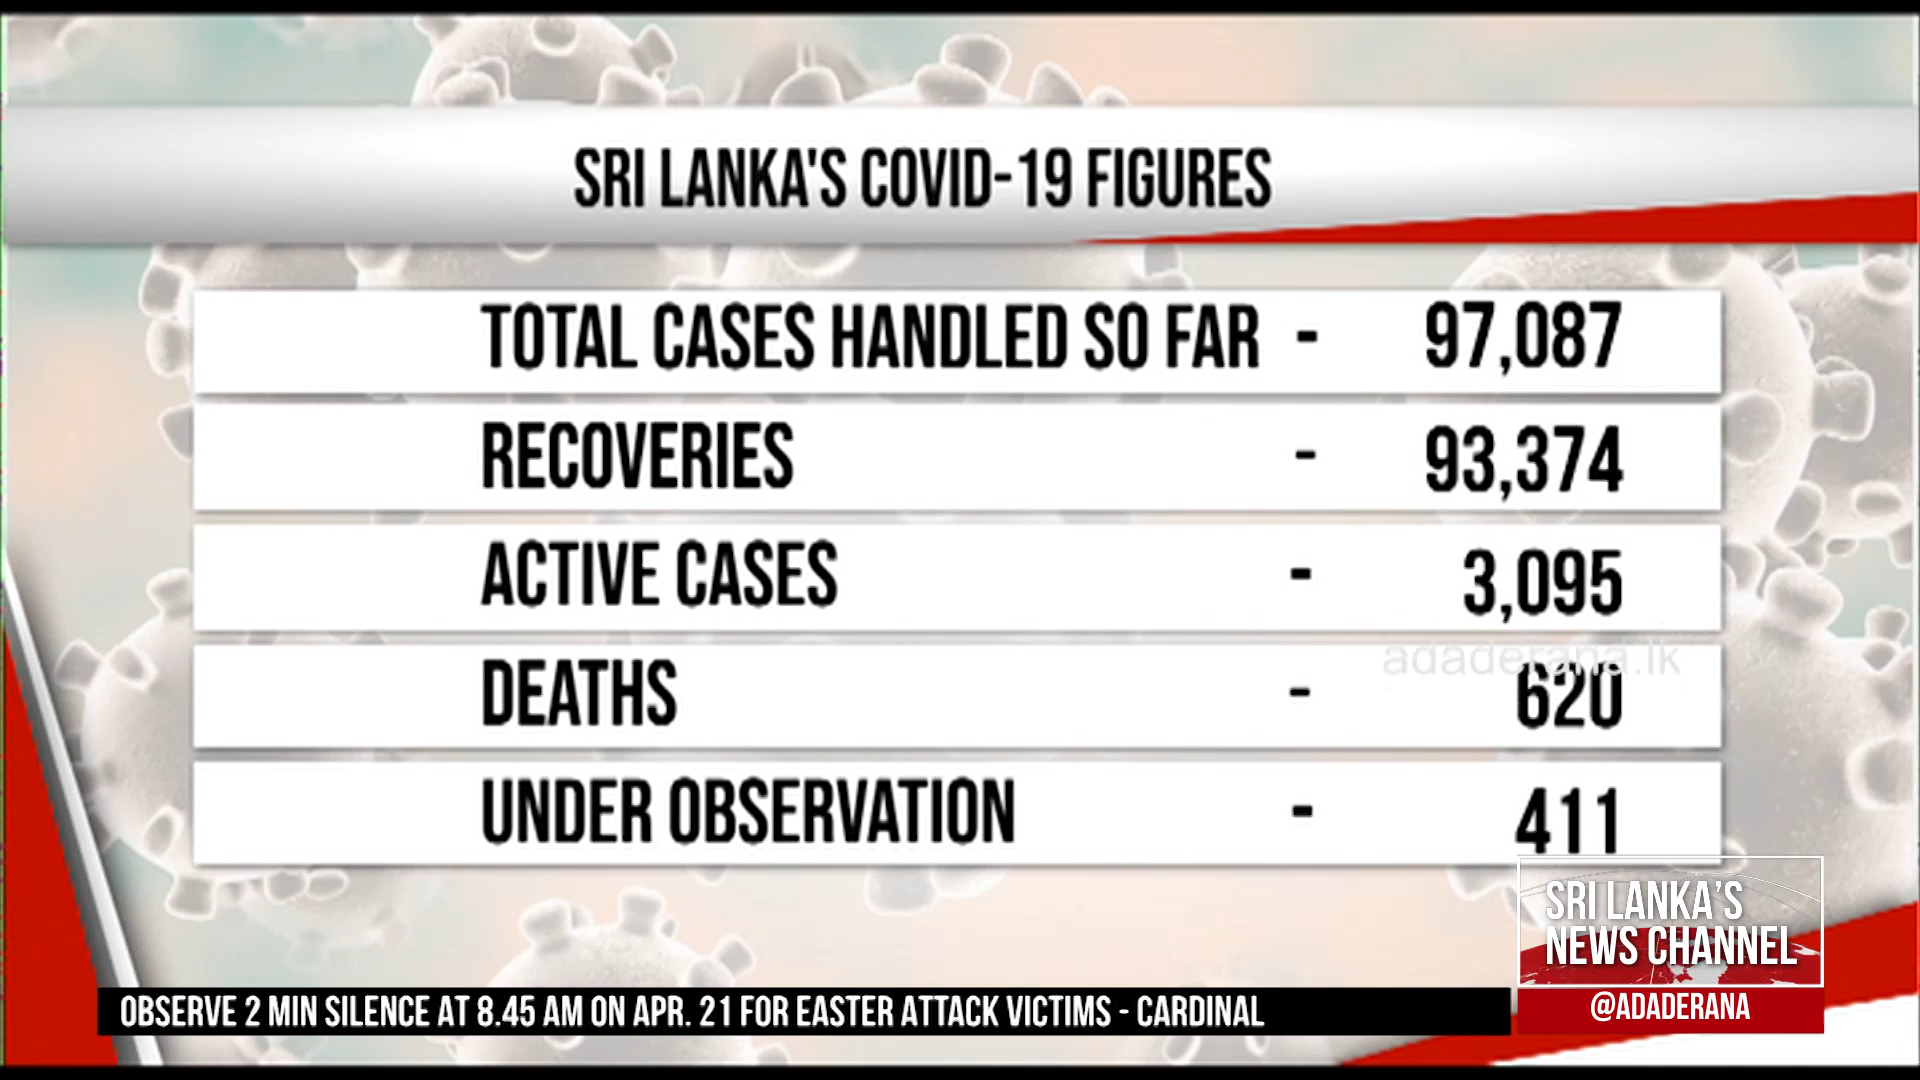 SRI LANKA'S COVID-19 FIGURES
TOTAL CASES HANDLED SO FAR - 97,087
RECOVERIES - 93,374
ACTIVE CASES - 3,095
adaderana.lk
DEATHS - 620
UNDER OBSERVATION - 411
SRI LANKA'S
NEWS CHANNEL
@ADADERANA
OBSERVE 2 MIN SILENCE AT 8.45 AM ON APR. 21 FOR EASTER ATTACK VICTIMS - CARDINAL